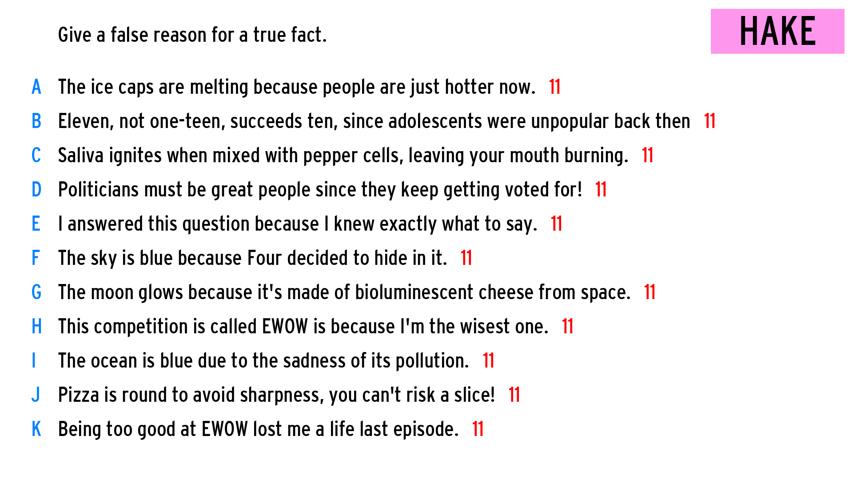 Give a false reason for a true fact.
HAKE
A The ice caps are melting because people are just hotter now. 11
B Eleven, not one-teen, succeeds ten, since adolescents were unpopular back then 11
C Saliva ignites when mixed with pepper cells, leaving your mouth burning. 11
D Politicians must be great people since they keep getting voted for! 11
E I answered this question because I knew exactly what to say. 11
F The sky is blue because Four decided to hide in it. 11
G The moon glows because it's made of bioluminescent cheese from space. 11
H This competition is called EWOW is because I'm the wisest one. 11
I The ocean is blue due to the sadness of its pollution. 11
J Pizza is round to avoid sharpness, you can't risk a slice! 11
K Being too good at EWOW lost me a life last episode. 11